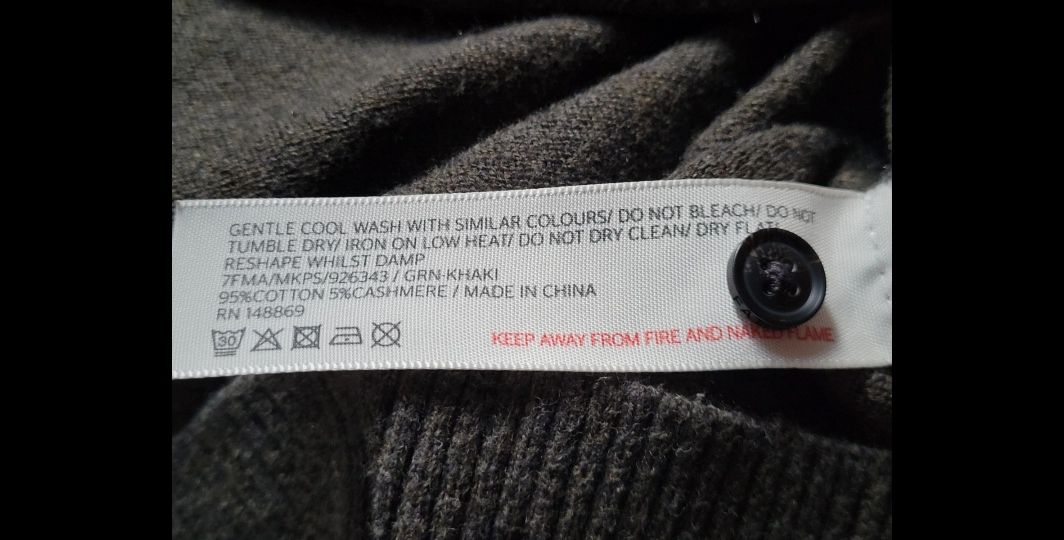 GENTLE COOL WASH WITH SIMILAR COLOURS/ DO NOT BLEACH/ DO NOT
TUMBLE DRY/ IRON ON LOW HEAT/ DO NOT DRY CLEAN/ DRY FLAT/
RESHAPE WHILST DAMP
7FMA/MKPS/926343 / GRN-KHAKI
95%COTTON 5%CASHMERE / MADE IN CHINA
RN 148869
30
KEEP AWAY FROM FIRE AND NAKED FLAME